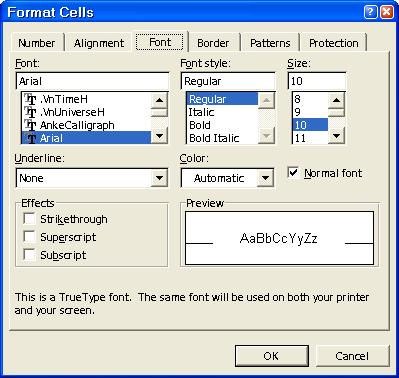 Format Cells
Number Alignment Font Border Patterns Protection
Font: Font style: Size:
Arial Regular 10
.VnTimeH Regular 8
.VnUniverseH Italic 9
AnkeCalligraph Bold 10
Arial Bold Italic 11
Underline: Color:
None Automatic Normal font
Effects Preview
Strikethrough
Superscript AaBbCcYyZz
Subscript
This is a TrueType font. The same font will be used on both your printer
and your screen.
OK Cancel